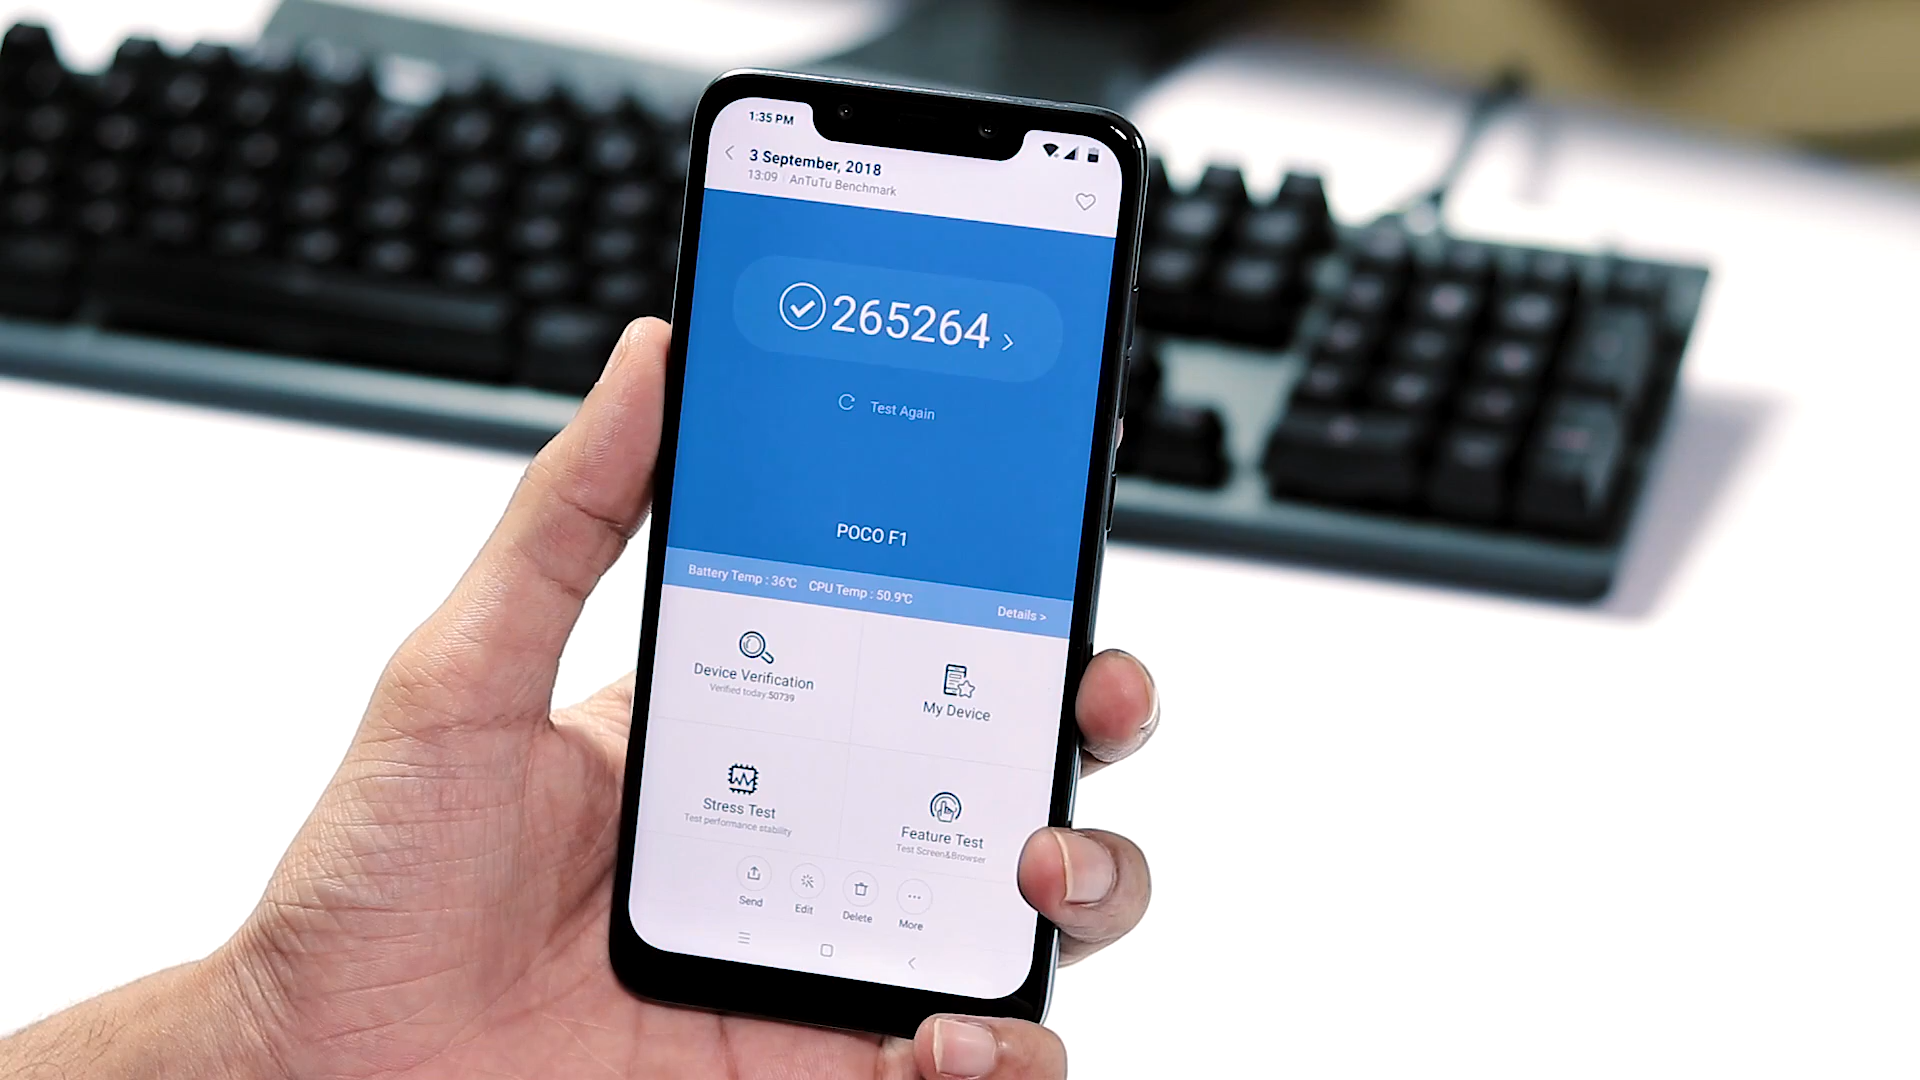 1:35 PM
3 September, 2018
13:09 | AnTuTu Benchmark
265264 >
Test Again
POCO F1
Battery Temp : 36℃ CPU Temp : 50.9℃ Details >
Device Verification
Verified today:50739
My Device
Stress Test
Test performance stability
Feature Test
Test Screen&Browser
Send Edit Delete More